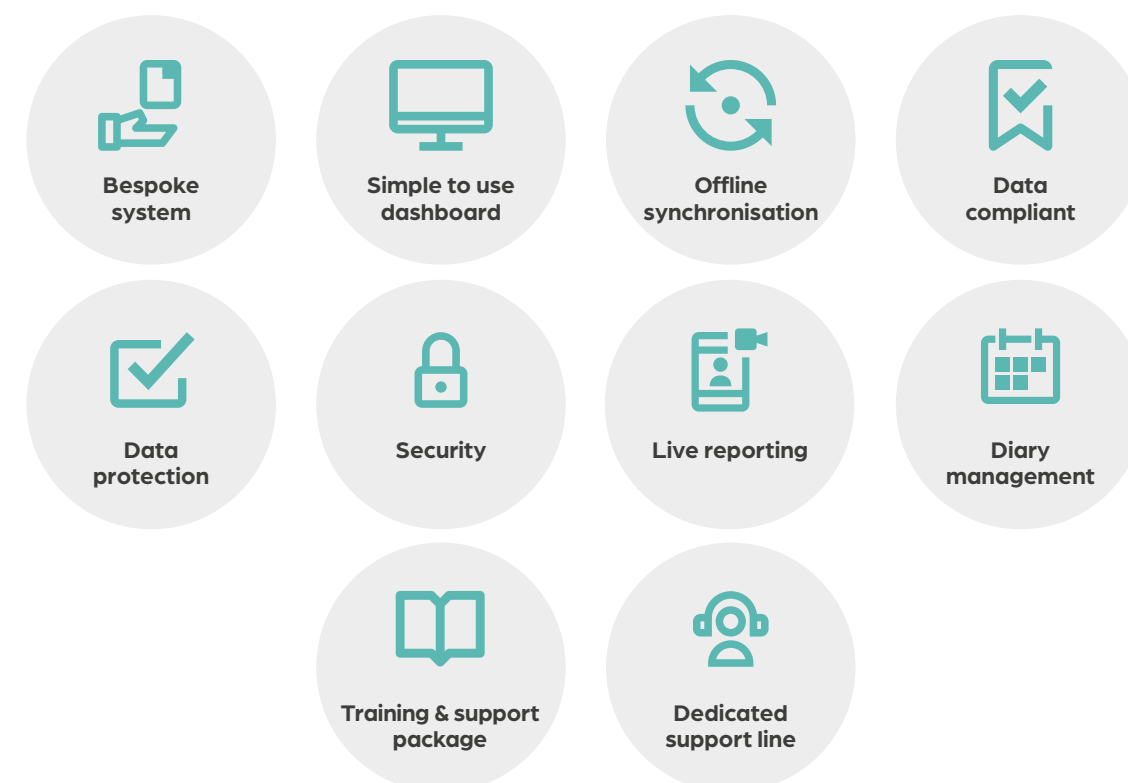 Bespoke
system
Simple to use
dashboard
Offline
synchronisation
Data
compliant
Data
protection
Security
Live reporting
Diary
management
Training & support
package
Dedicated
support line